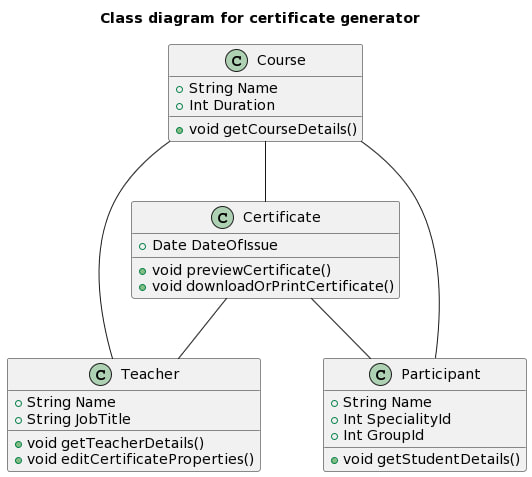 Class diagram for certificate generator
C Course
String Name
Int Duration
void getCourseDetails()
C Certificate
Date DateOfIssue
void previewCertificate()
void downloadOrPrintCertificate()
C Teacher
String Name
String JobTitle
void getTeacherDetails()
void editCertificateProperties()
C Participant
String Name
Int SpecialityId
Int GroupId
void getStudentDetails()